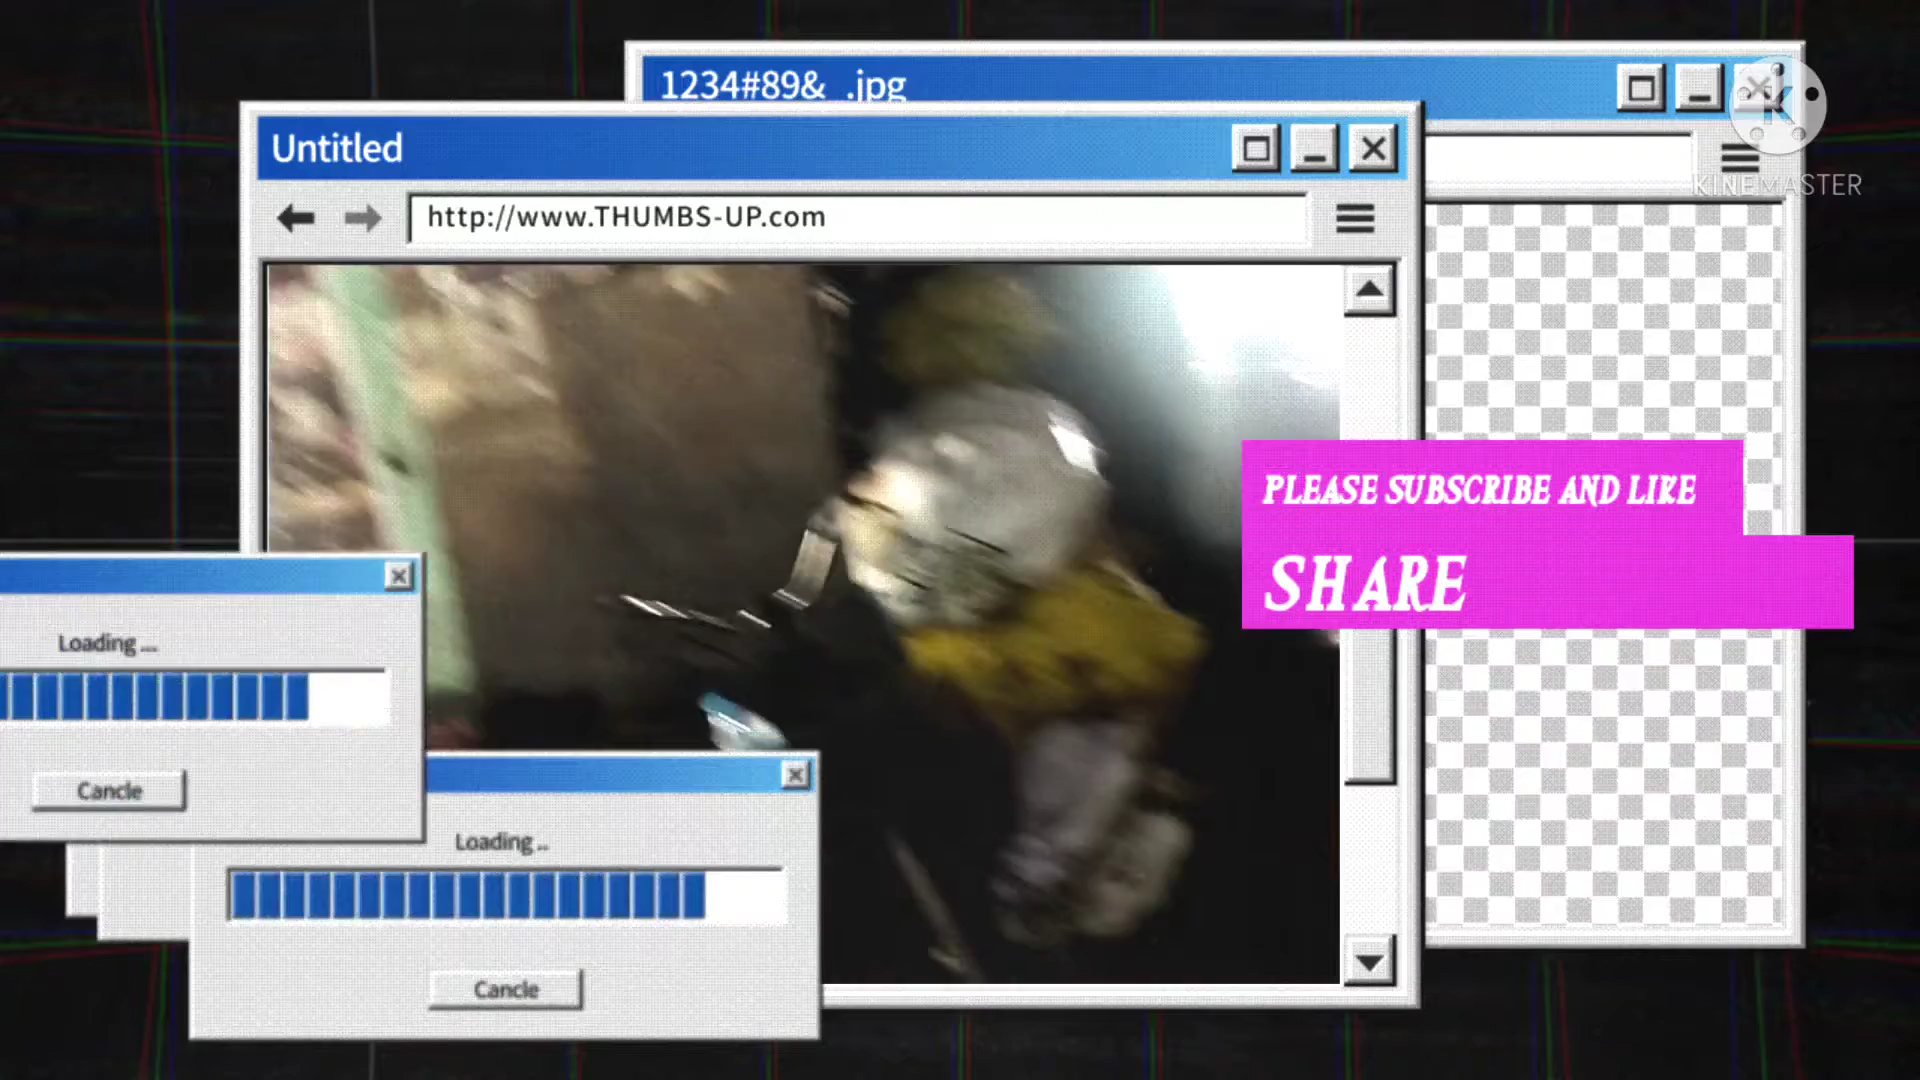 1234#89&_.jpg
Untitled
http://www.THUMBS-UP.com
KINEMASTER
PLEASE SUBSCRIBE AND LIKE
SHARE
Loading ...
Cancle
Loading ..
Cancle